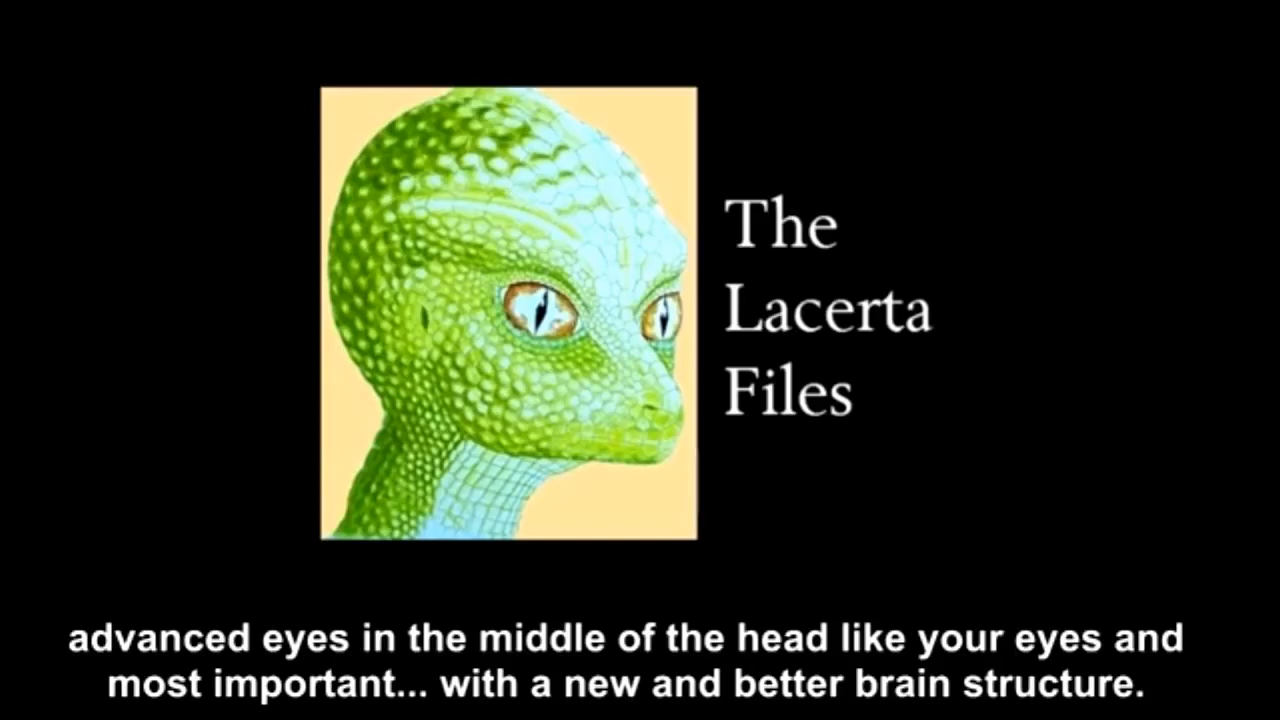 The
Lacerta
Files
advanced eyes in the middle of the head like your eyes and
most important... with a new and better brain structure.